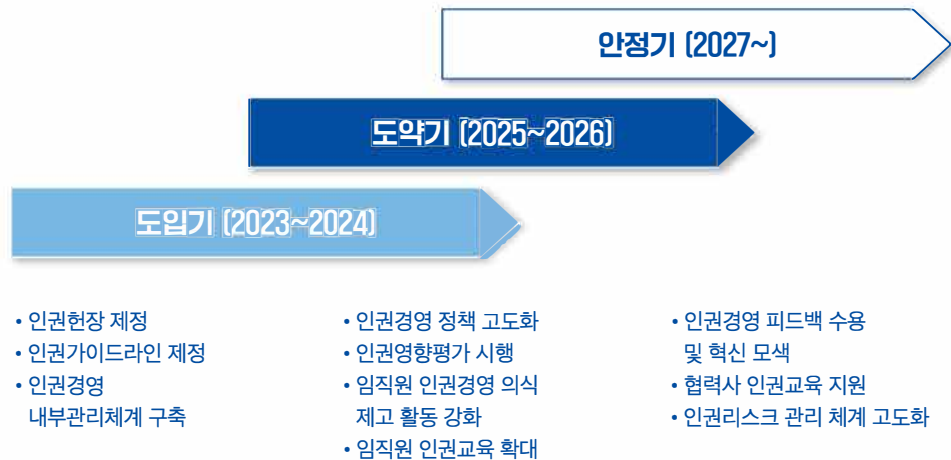 안정기 (2027~)
도약기 (2025~2026)
도입기 (2023~2024)
• 인권헌장 제정
• 인권가이드라인 제정
• 인권경영
내부관리체계 구축
• 인권경영 정책 고도화
• 인권영향평가 시행
• 임직원 인권경영 의식
제고 활동 강화
• 임직원 인권교육 확대
• 인권경영 피드백 수용
및 혁신 모색
• 협력사 인권교육 지원
• 인권리스크 관리 체계 고도화